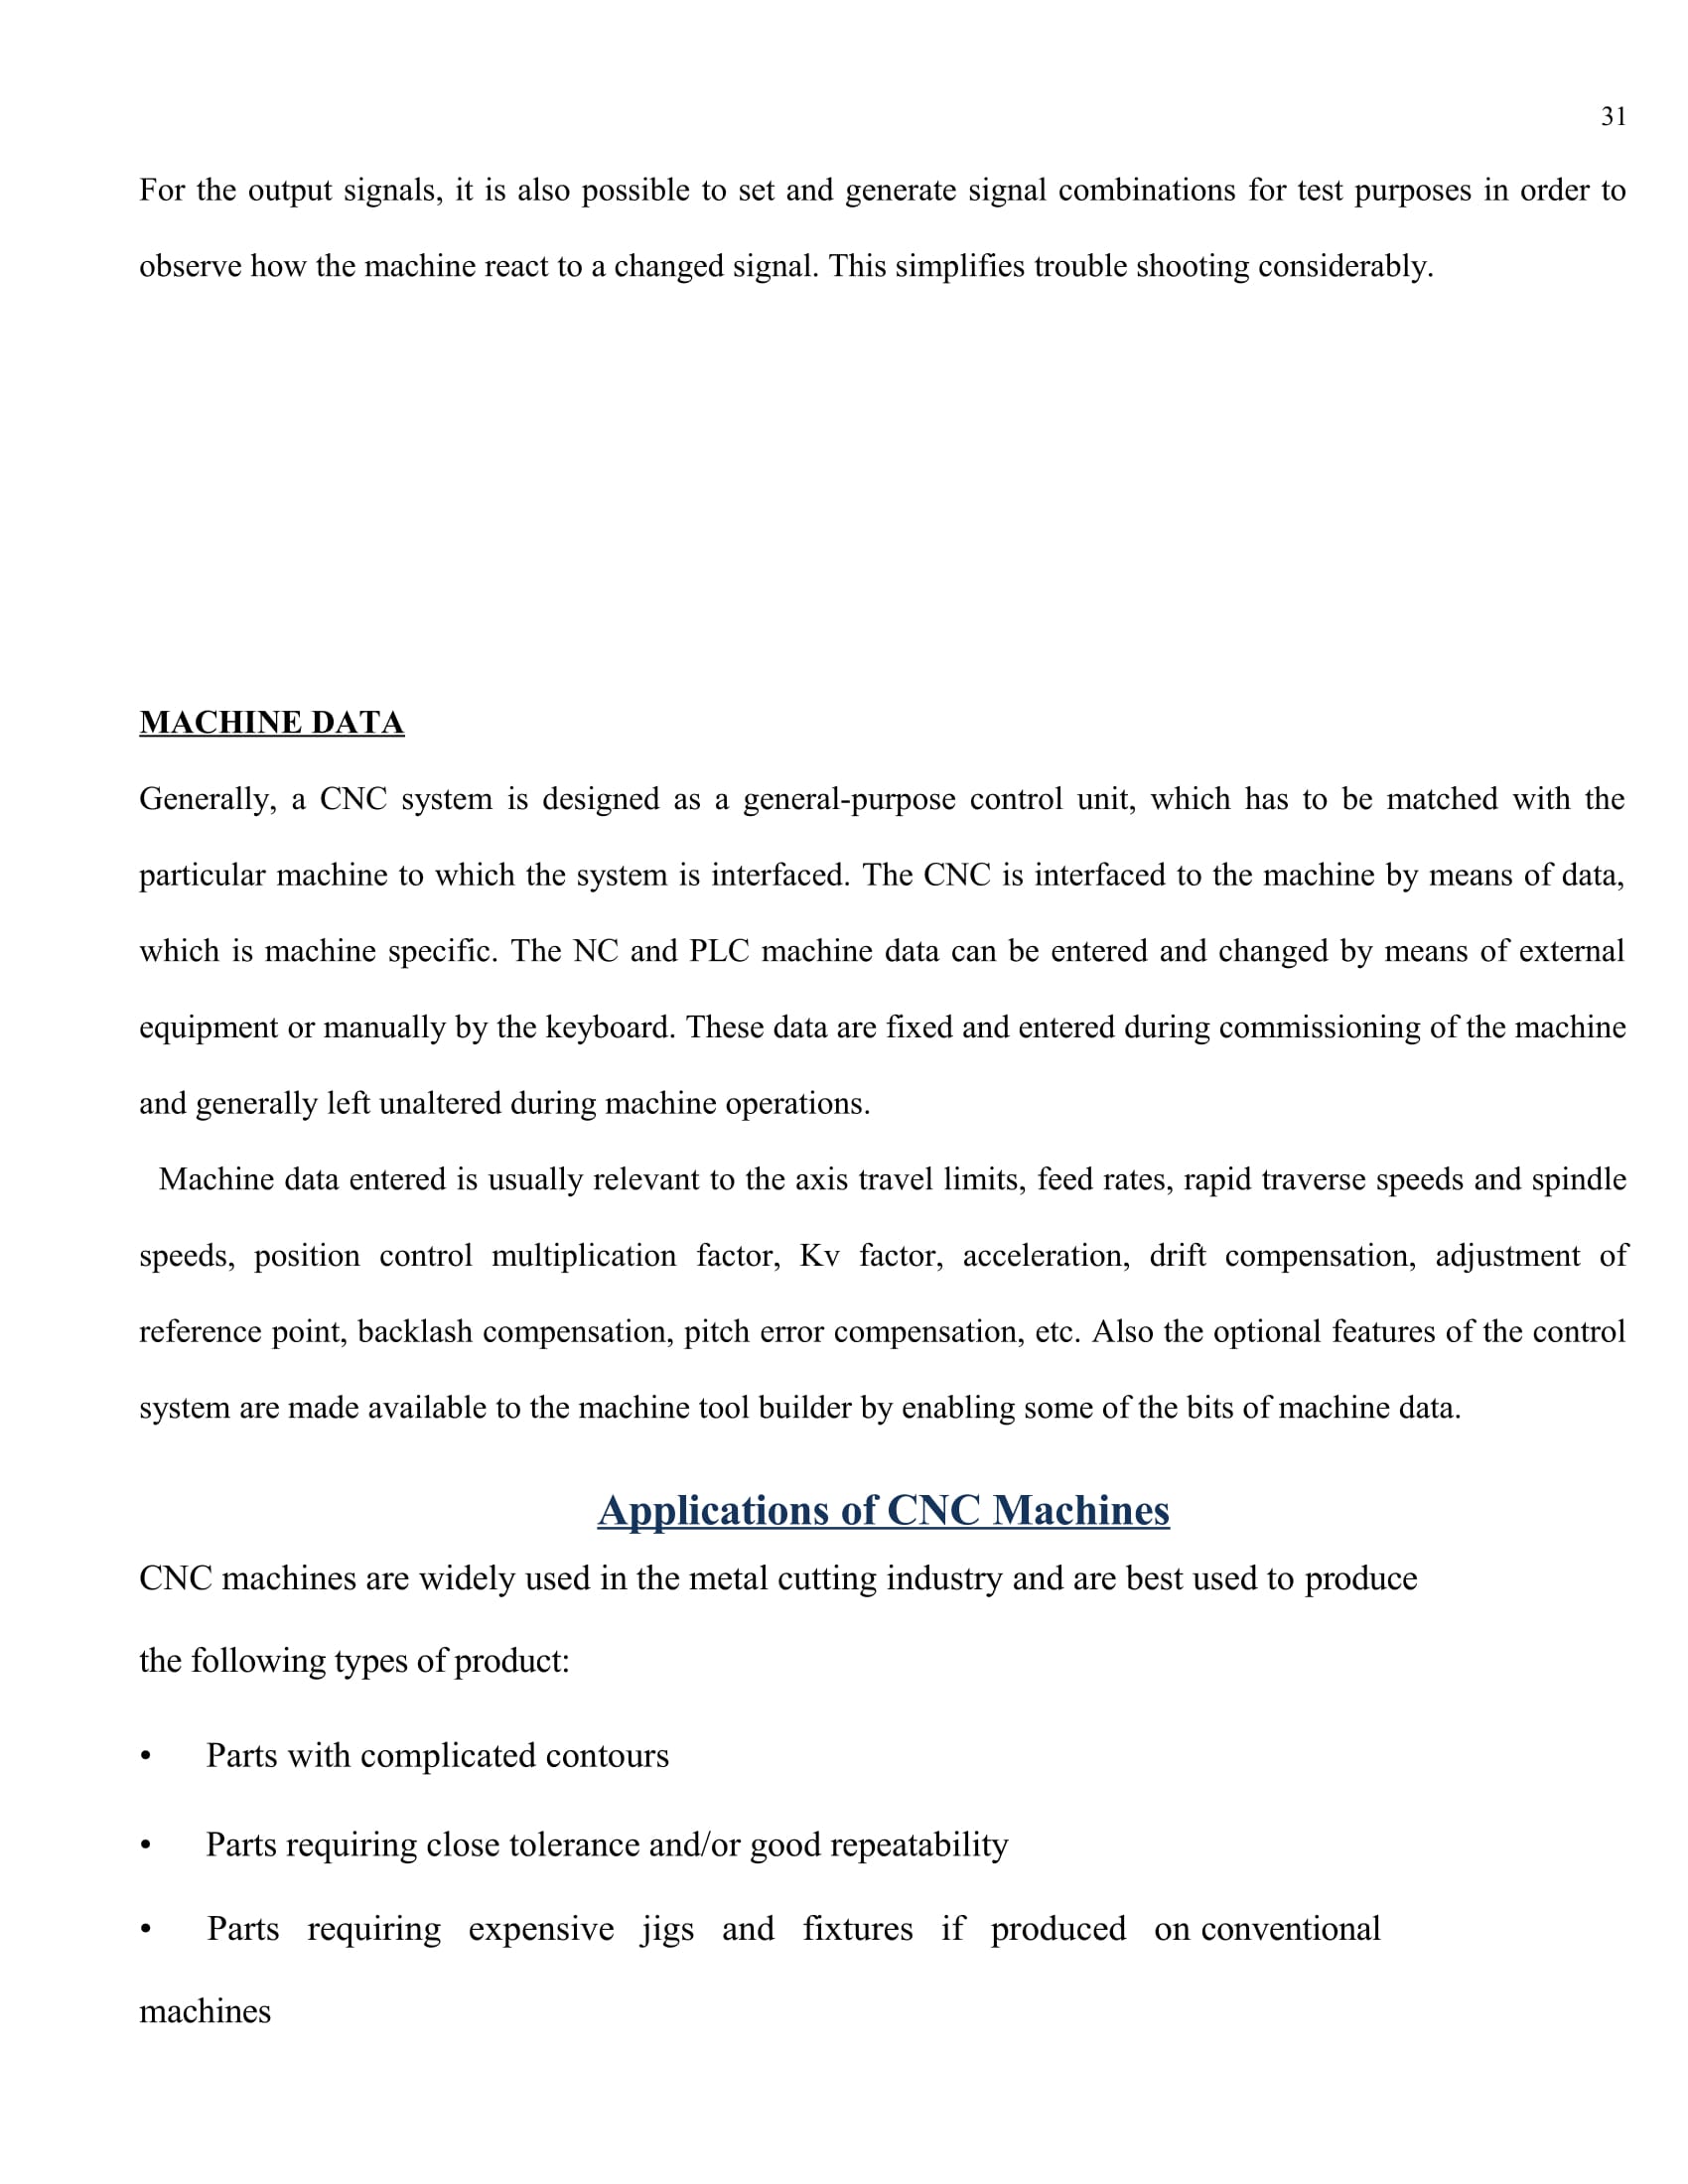 31
For the output signals, it is also possible to set and generate signal combinations for test purposes in order to
observe how the machine react to a changed signal. This simplifies trouble shooting considerably.
MACHINE DATA
Generally, a CNC system is designed as a general-purpose control unit, which has to be matched with the
particular machine to which the system is interfaced. The CNC is interfaced to the machine by means of data,
which is machine specific. The NC and PLC machine data can be entered and changed by means of external
equipment or manually by the keyboard. These data are fixed and entered during commissioning of the machine
and generally left unaltered during machine operations.
Machine data entered is usually relevant to the axis travel limits, feed rates, rapid traverse speeds and spindle
speeds, position control multiplication factor, Kv factor, acceleration, drift compensation, adjustment of
reference point, backlash compensation, pitch error compensation, etc. Also the optional features of the control
system are made available to the machine tool builder by enabling some of the bits of machine data.
Applications of CNC Machines
CNC machines are widely used in the metal cutting industry and are best used to produce
the following types of product:
• Parts with complicated contours
• Parts requiring close tolerance and/or good repeatability
• Parts requiring expensive jigs and fixtures if produced on conventional
machines